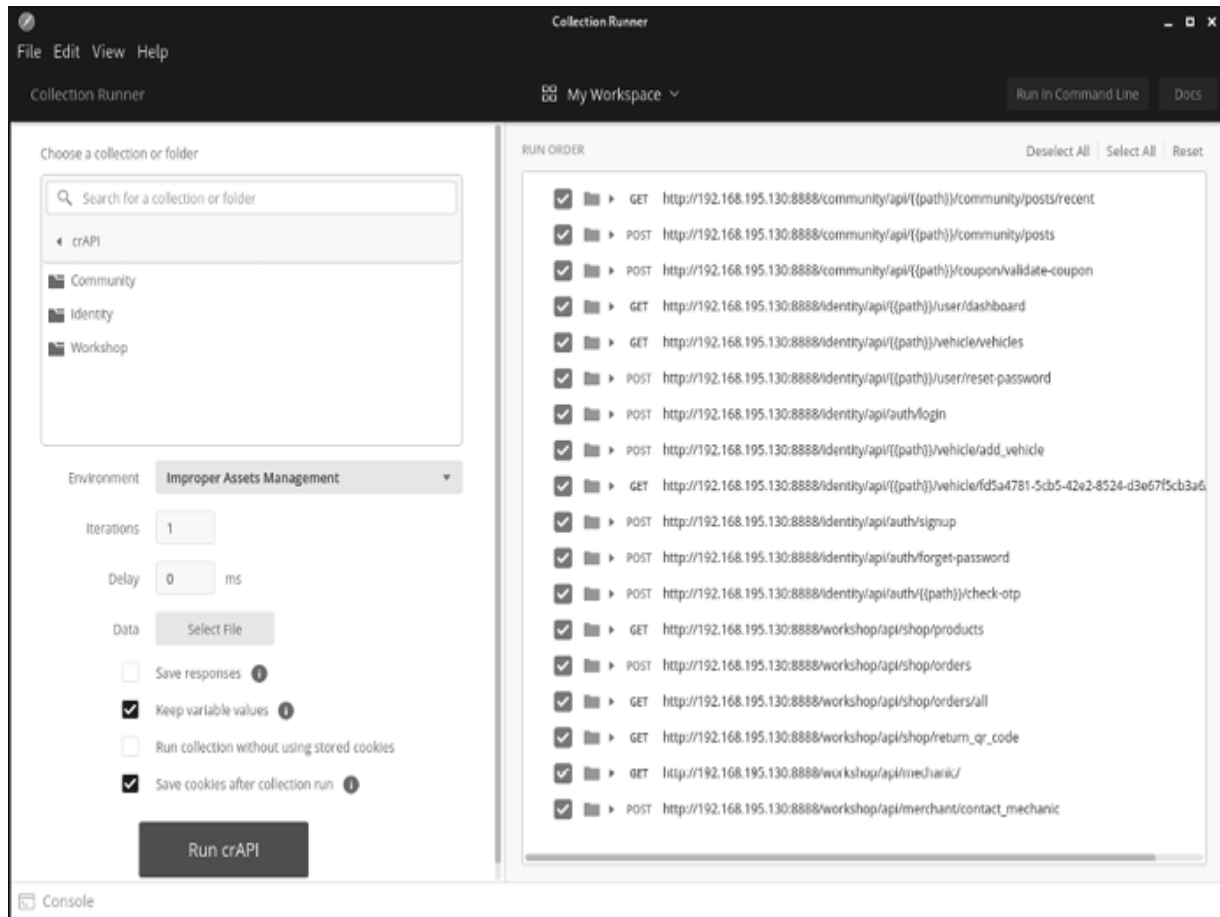 Collection Runner
File Edit View Help
Collection Runner
My Workspace
Run In Command Line
Docs
Choose a collection or folder
Search for a collection or folder
crAPI
Community
Identity
Workshop
Environment Improper Assets Management
Iterations 1
Delay 0 ms
Data Select File
Save responses
Keep variable values
Run collection without using stored cookies
Save cookies after collection run
Run crAPI
RUN ORDER
Deselect All Select All Reset
GET http://192.168.195.130:8888/community/api/{{path}}/community/posts/recent
POST http://192.168.195.130:8888/community/api/{{path}}/community/posts
POST http://192.168.195.130:8888/community/api/{{path}}/coupon/validate-coupon
GET http://192.168.195.130:8888/identity/api/{{path}}/user/dashboard
GET http://192.168.195.130:8888/identity/api/{{path}}/vehicle/vehicles
POST http://192.168.195.130:8888/identity/api/{{path}}/user/reset-password
POST http://192.168.195.130:8888/identity/api/auth/login
POST http://192.168.195.130:8888/identity/api/{{path}}/vehicle/add_vehicle
GET http://192.168.195.130:8888/identity/api/{{path}}/vehicle/fd5a4781-5cb5-42e2-8524-d3e67f5cb3a6
POST http://192.168.195.130:8888/identity/api/auth/signup
POST http://192.168.195.130:8888/identity/api/auth/forget-password
POST http://192.168.195.130:8888/identity/api/auth/{{path}}/check-otp
GET http://192.168.195.130:8888/workshop/api/shop/products
POST http://192.168.195.130:8888/workshop/api/shop/orders
GET http://192.168.195.130:8888/workshop/api/shop/orders/all
GET http://192.168.195.130:8888/workshop/api/shop/return_qr_code
GET http://192.168.195.130:8888/workshop/api/mechanic/
POST http://192.168.195.130:8888/workshop/api/merchant/contact_mechanic
Console